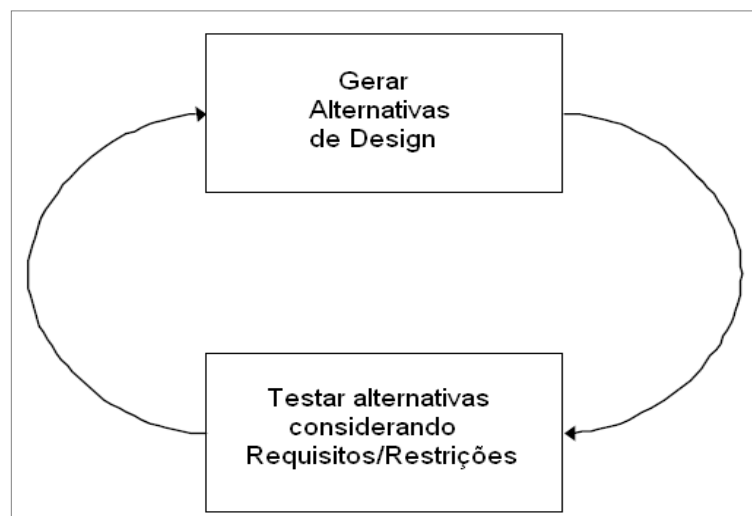 Gerar
Alternativas
de Design
Testar alternativas
considerando
Requisitos/Restrições